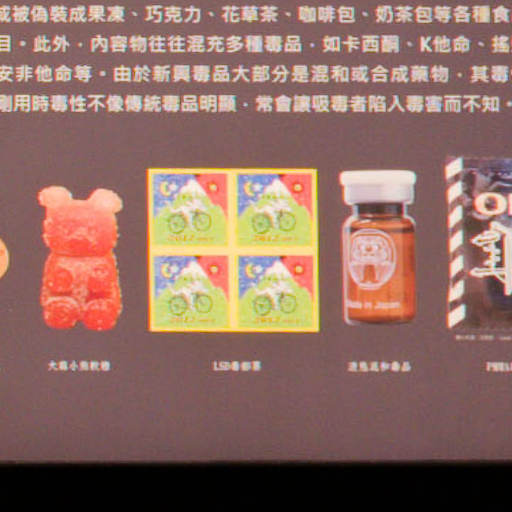 或被偽裝成果凍、巧克力、花草茶、咖啡包、奶茶包等各種食
目。此外，內容物往往混充多種毒品，如卡西酮、K他命、搖
安非他命等。由於新興毒品大部分是混和或合成藥物，其毒
剛用時毒性不像傳統毒品明顯，常會讓吸毒者陷入毒害而不知。
Made in Japan
大麻小熊軟糖
LSD毒郵票
混和毒品